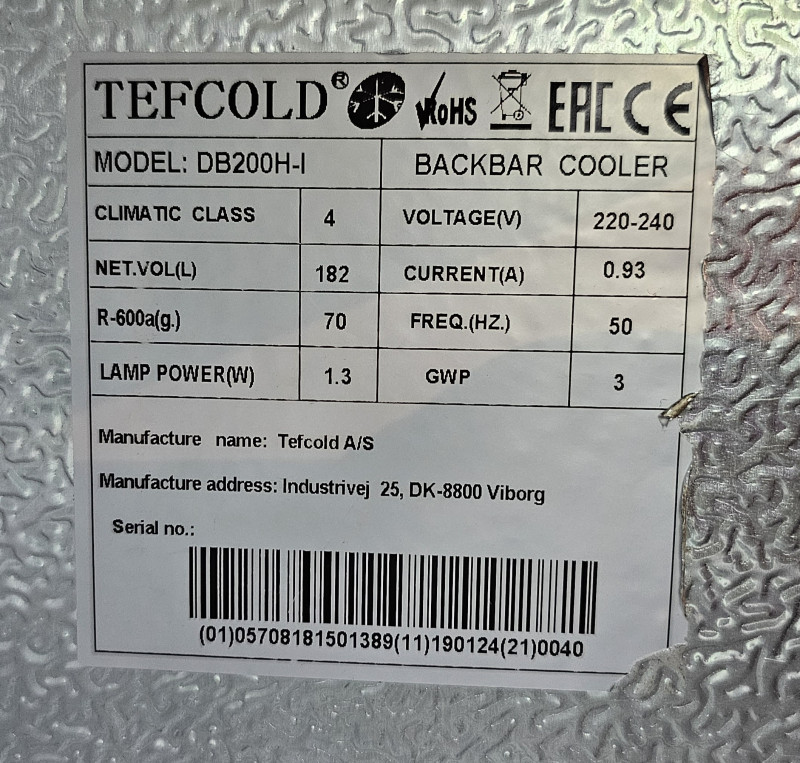 TEFCOLD® RoHS EAC CE
MODEL: DB200H-I BACKBAR COOLER
CLIMATIC CLASS 4 VOLTAGE(V) 220-240
NET.VOL(L) 182 CURRENT(A) 0.93
R-600a(g.) 70 FREQ.(HZ.) 50
LAMP POWER(W) 1.3 GWP 3
Manufacture name: Tefcold A/S
Manufacture address: Industrivej 25, DK-8800 Viborg
Serial no.:
(01)05708181501389(11)190124(21)0040